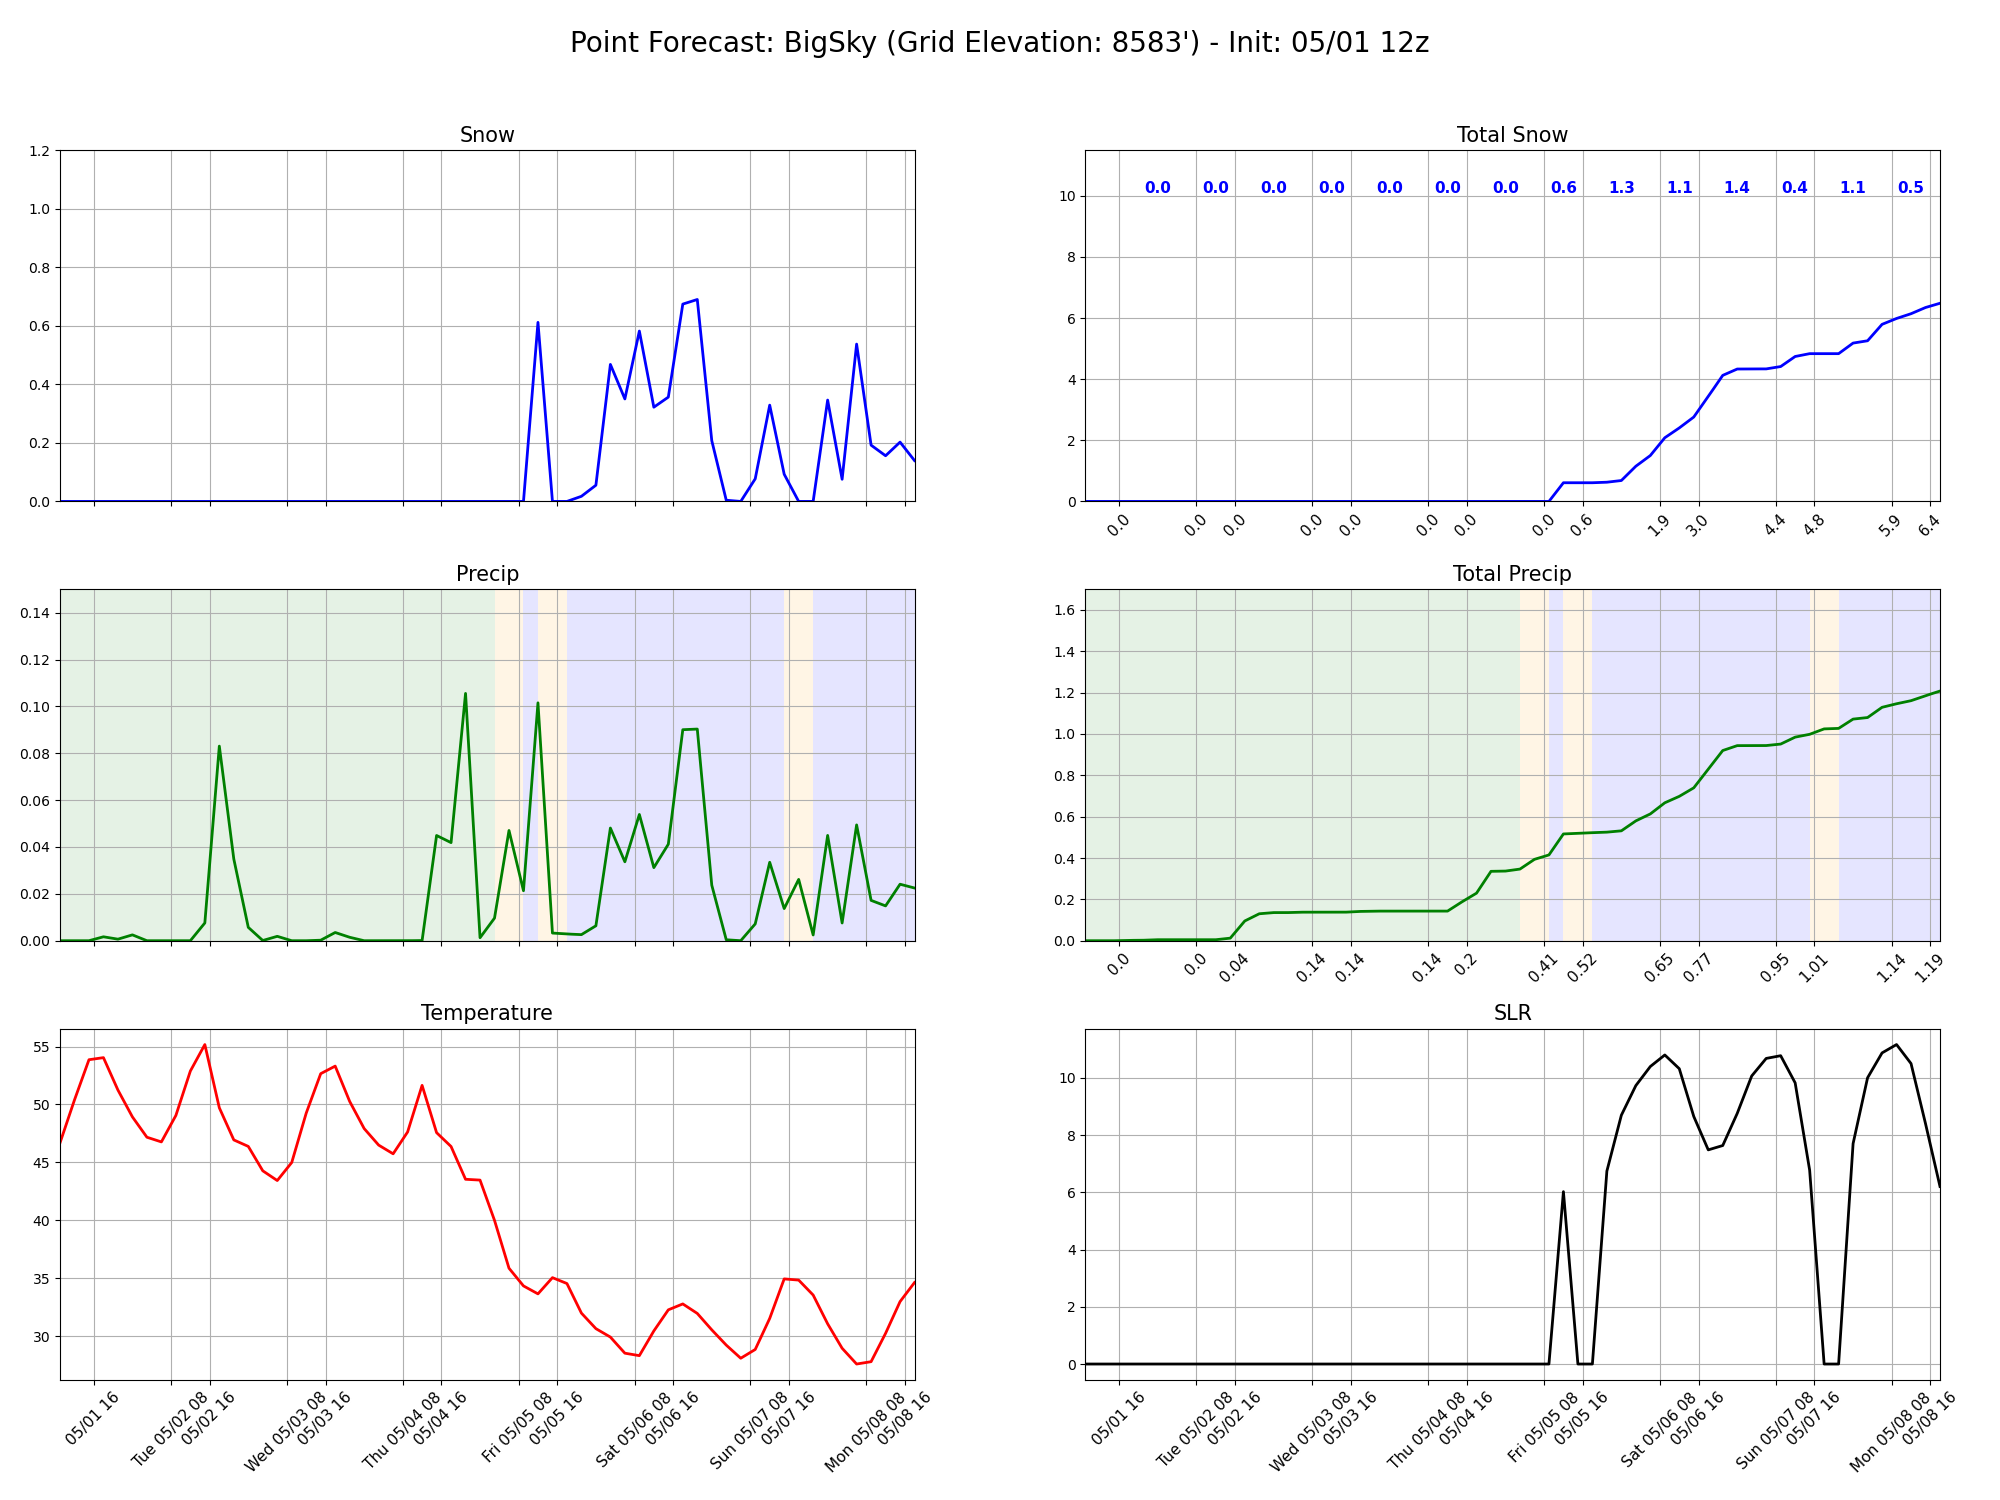 Point Forecast: BigSky (Grid Elevation: 8583') - Init: 05/01 12z
Snow
1.2
1.0
0.8
0.6
0.4
0.2
0.0
Total Snow
10
8
6
4
2
0
0.0 0.0 0.0 0.0 0.0 0.0 0.0 0.6 1.3 1.1 1.4 0.4 1.1 0.5
0.0 0.0 0.0 0.0 0.0 0.0 0.0 0.0 0.6 1.9 3.0 4.4 4.8 5.9 6.4
Precip
0.14
0.12
0.10
0.08
0.06
0.04
0.02
0.00
Total Precip
1.6
1.4
1.2
1.0
0.8
0.6
0.4
0.2
0.0
0.0 0.0 0.04 0.14 0.14 0.14 0.2 0.41 0.52 0.65 0.77 0.95 1.01 1.14 1.19
Temperature
55
50
45
40
35
30
05/01 16
Tue 05/02 08
05/02 16
Wed 05/03 08
05/03 16
Thu 05/04 08
05/04 16
Fri 05/05 08
05/05 16
Sat 05/06 08
05/06 16
Sun 05/07 08
05/07 16
Mon 05/08 08
05/08 16
SLR
10
8
6
4
2
0
05/01 16
Tue 05/02 08
05/02 16
Wed 05/03 08
05/03 16
Thu 05/04 08
05/04 16
Fri 05/05 08
05/05 16
Sat 05/06 08
05/06 16
Sun 05/07 08
05/07 16
Mon 05/08 08
05/08 16